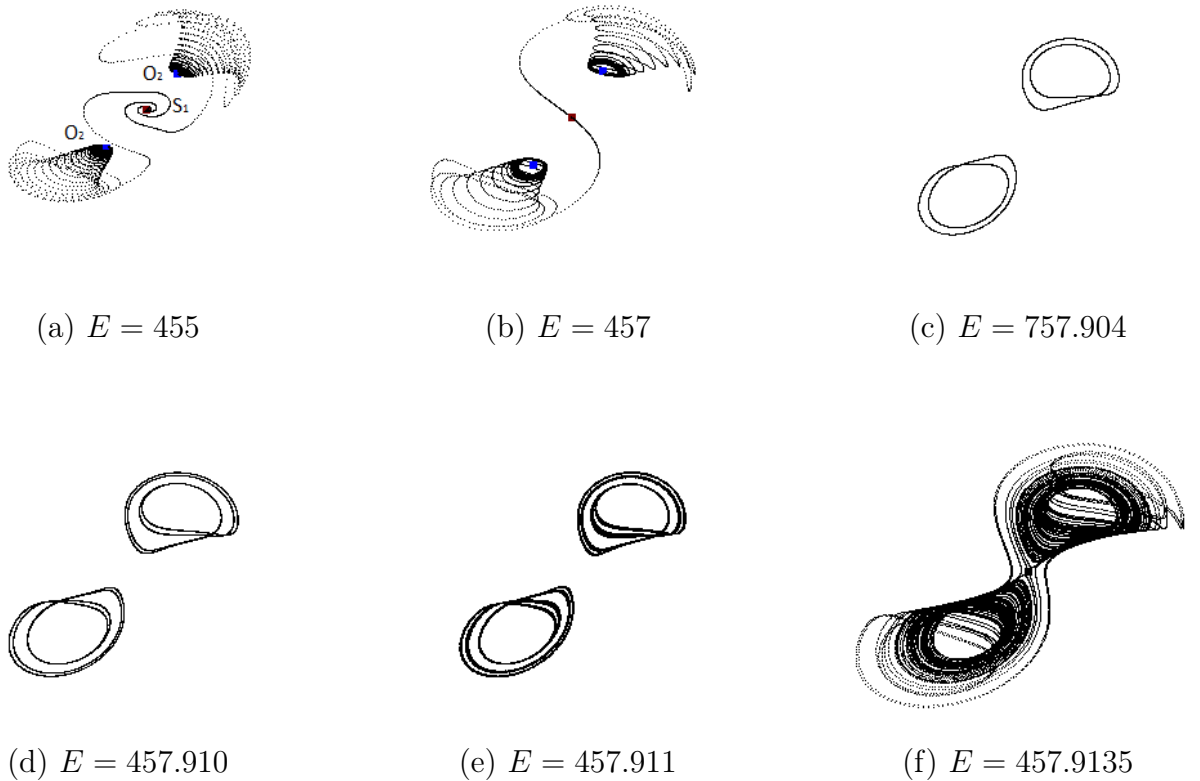 O₂
S₁
O₂
(a) E = 455
(b) E = 457
(c) E = 757.904
(d) E = 457.910
(e) E = 457.911
(f) E = 457.9135